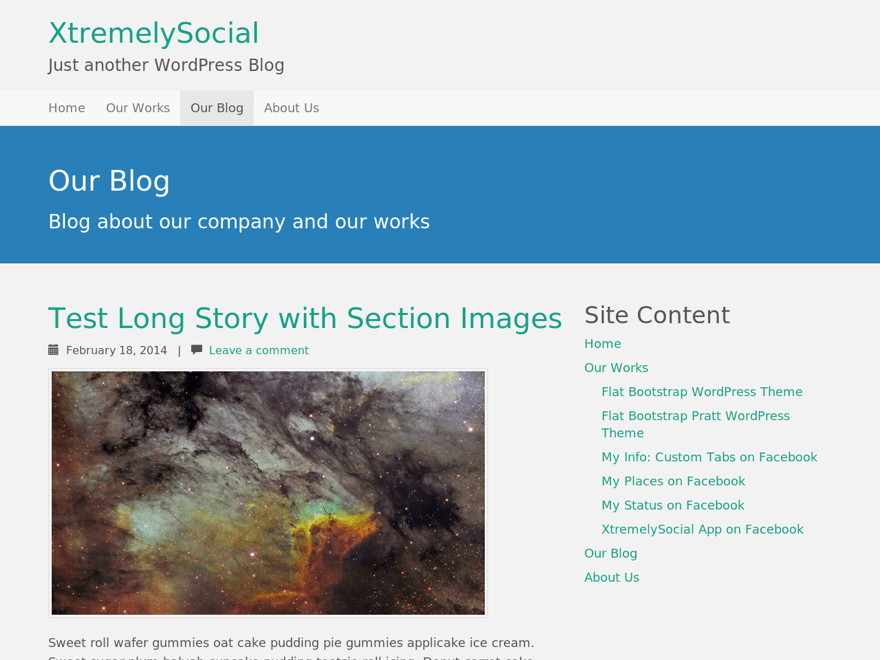 XtremelySocial
Just another WordPress Blog
Home Our Works Our Blog About Us
Our Blog
Blog about our company and our works
Test Long Story with Section Images
February 18, 2014 | Leave a comment
Sweet roll wafer gummies oat cake pudding pie gummies applicake ice cream.
Site Content
Home
Our Works
Flat Bootstrap WordPress Theme
Flat Bootstrap Pratt WordPress
Theme
My Info: Custom Tabs on Facebook
My Places on Facebook
My Status on Facebook
XtremelySocial App on Facebook
Our Blog
About Us